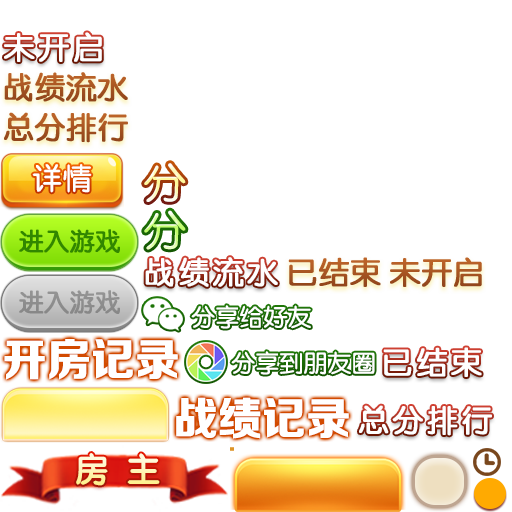 未开启
战绩流水
总分排行
详情
分
进入游戏
分
战绩流水 已结束 未开启
进入游戏
分享给好友
开房记录
分享到朋友圈 已结束
战绩记录 总分排行
房 主